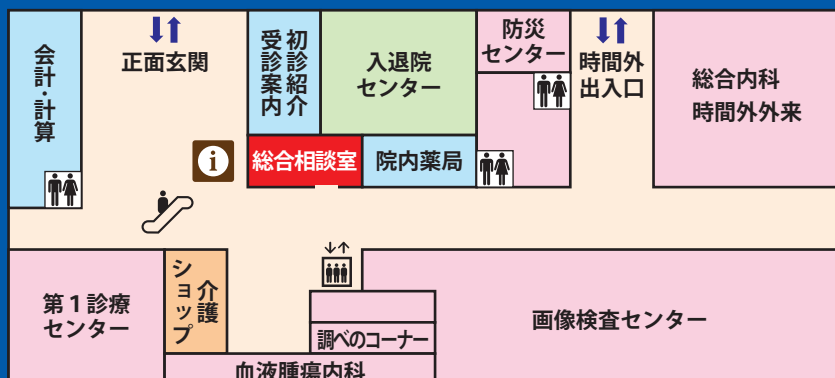 会計・計算
正面玄関
初診紹介
受診案内
入退院
センター
防災
センター
時間外
出入口
総合内科
時間外外来
i
総合相談室
院内薬局
第1診療
センター
介護
ショップ
調べのコーナー
画像検査センター
血液腫瘍内科